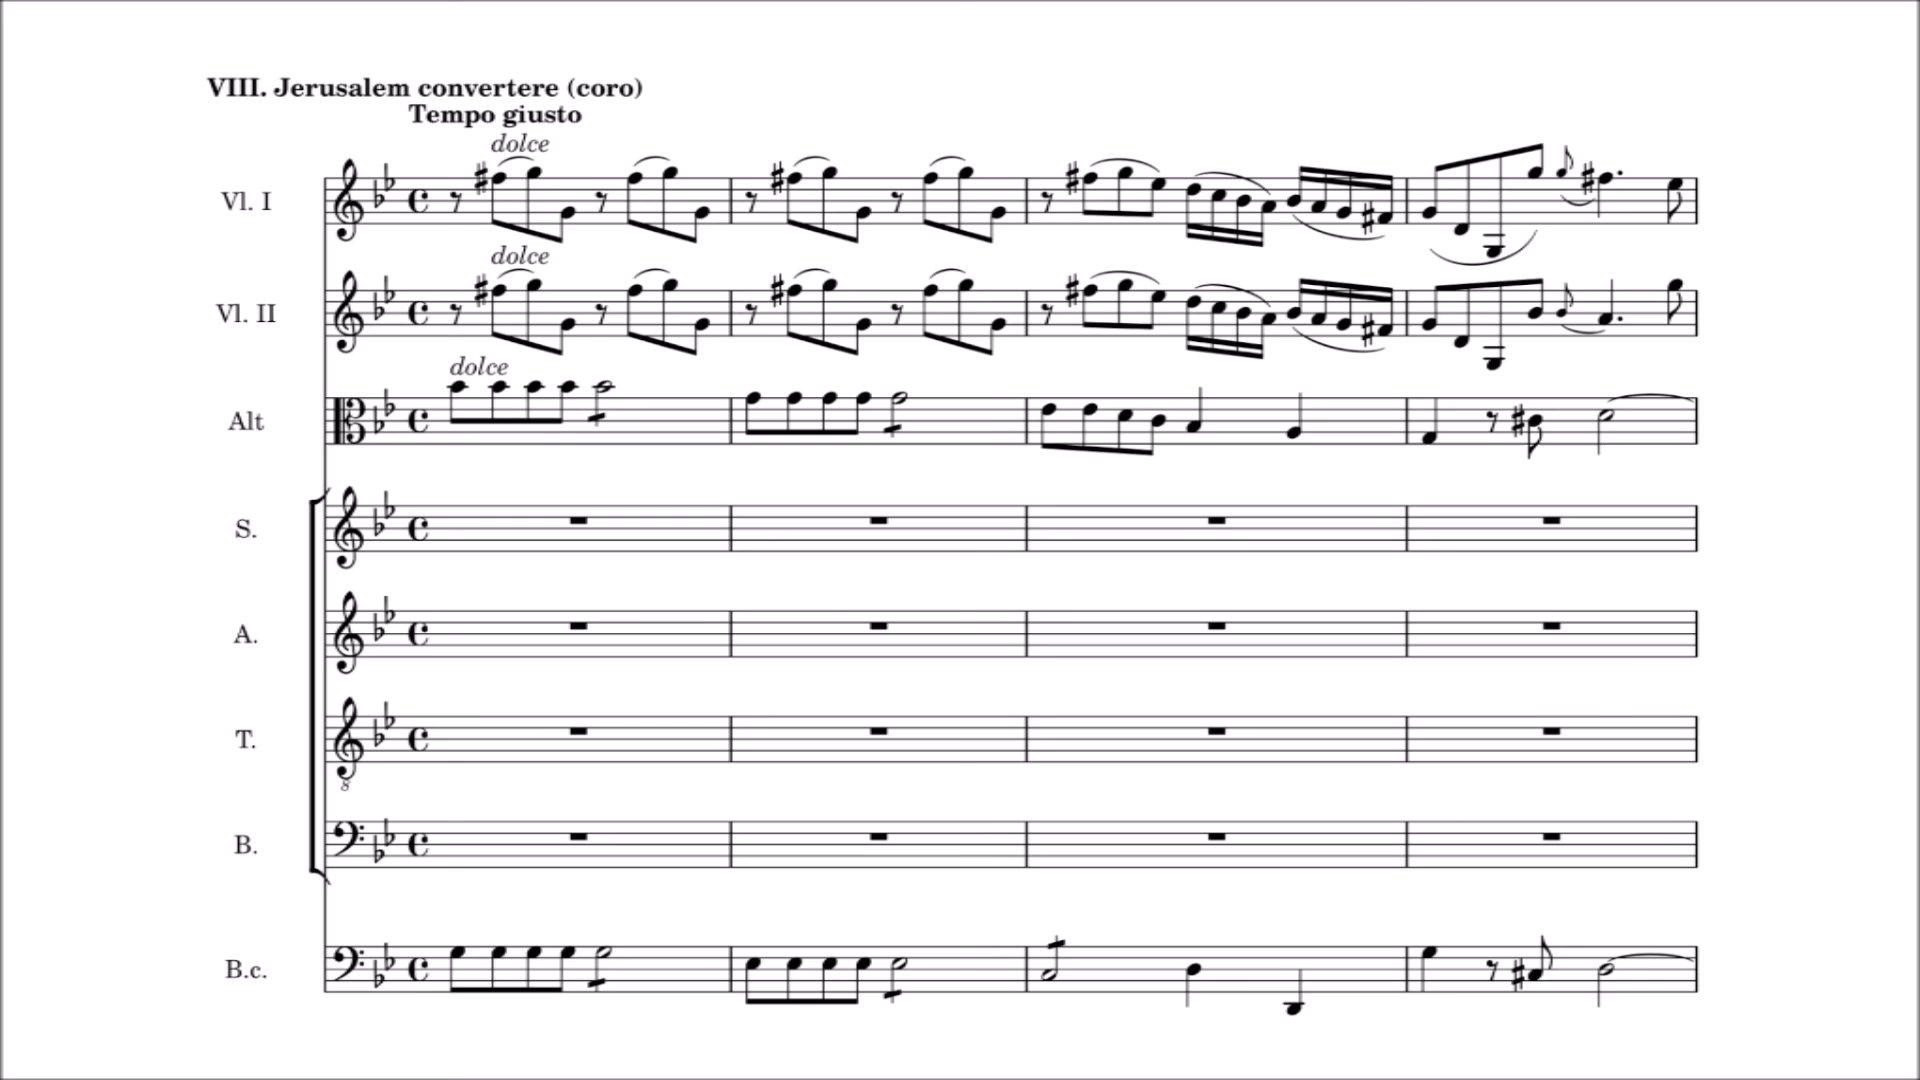 VIII. Jerusalem convertere (coro)
Tempo giusto
dolce
Vl. I
dolce
Vl. II
dolce
Alt
S.
A.
T.
8
B.
B.c.